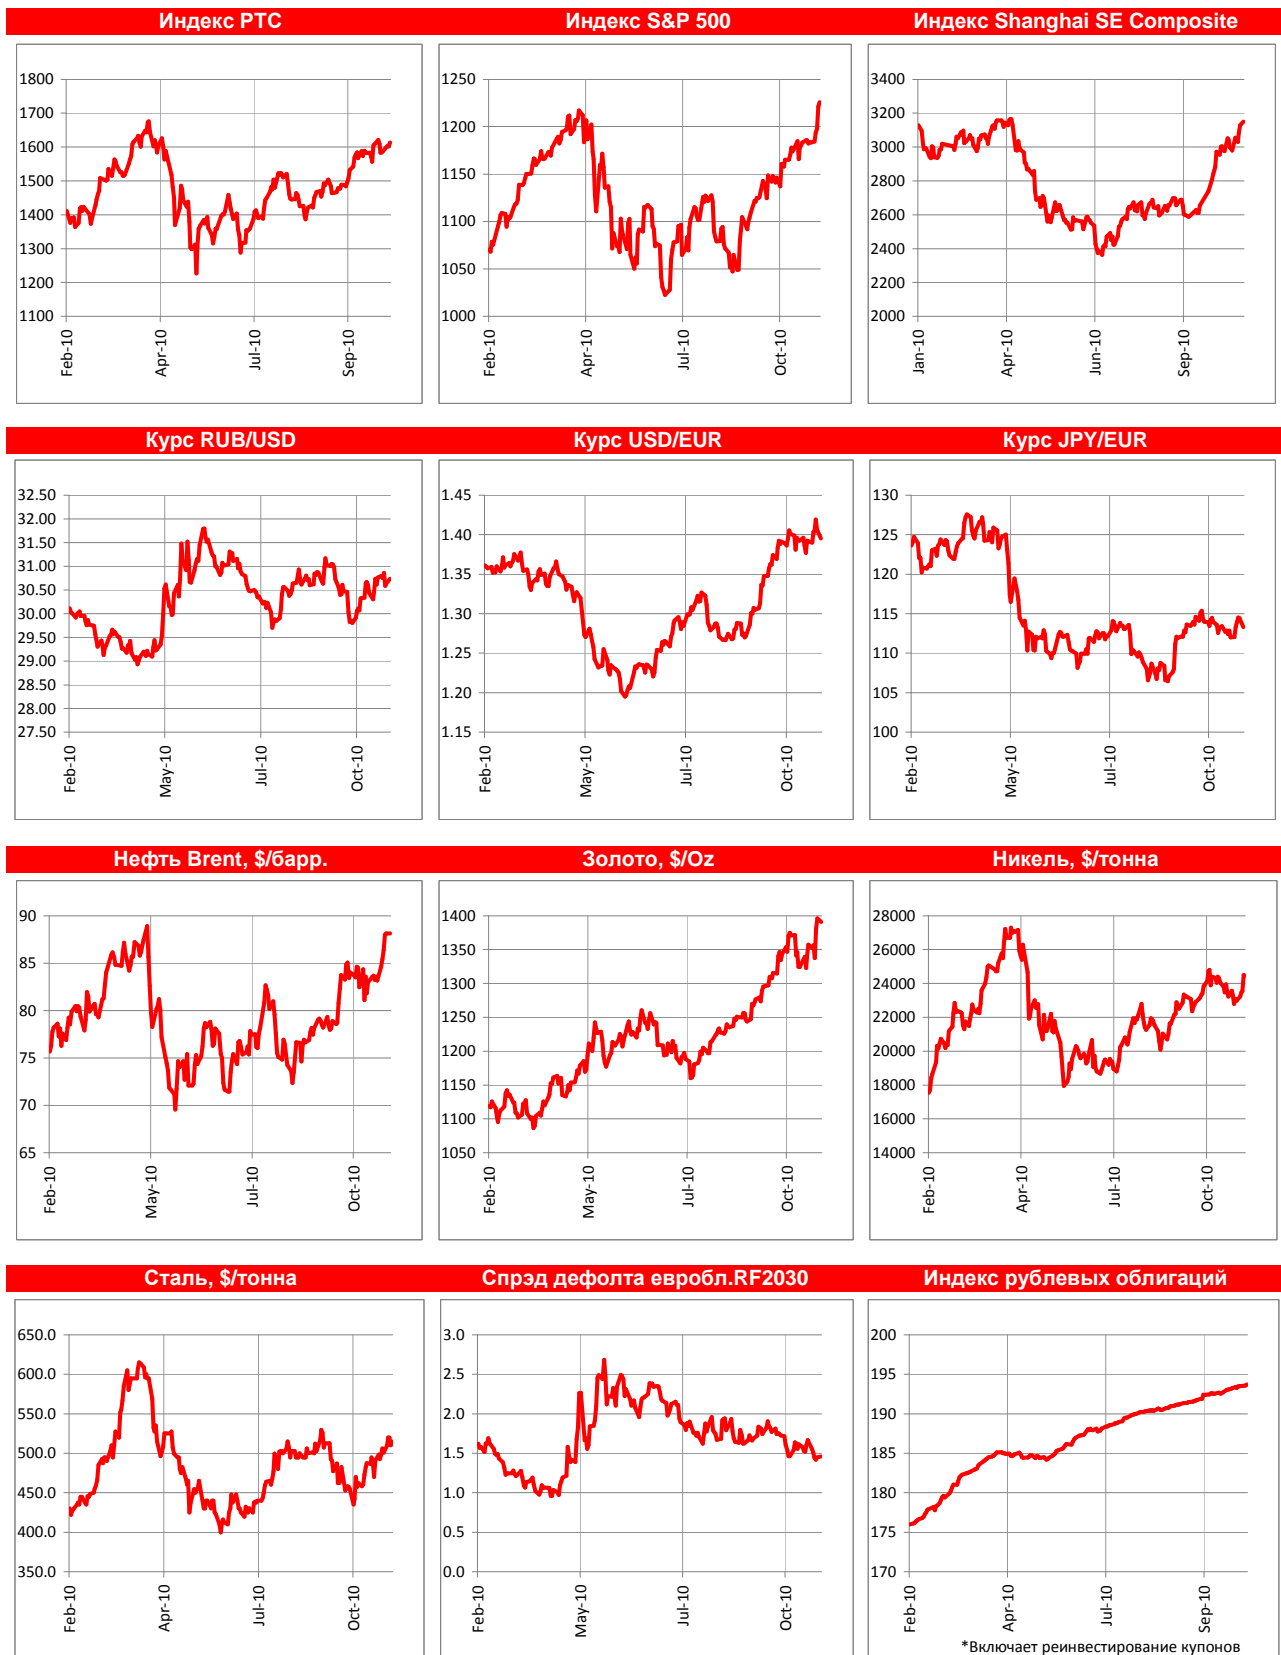 Индекс РТС
Индекс S&P 500
Индекс Shanghai SE Composite
1800
1700
1600
1500
1400
1300
1200
1100
Feb-10
Apr-10
Jul-10
Sep-10
1250
1200
1150
1100
1050
1000
Feb-10
Apr-10
Jul-10
Oct-10
3400
3200
3000
2800
2600
2400
2200
2000
Jan-10
Apr-10
Jun-10
Sep-10
Курс RUB/USD
Курс USD/EUR
Курс JPY/EUR
32.50
32.00
31.50
31.00
30.50
30.00
29.50
29.00
28.50
28.00
27.50
Feb-10
May-10
Jul-10
Oct-10
1.45
1.40
1.35
1.30
1.25
1.20
1.15
Feb-10
May-10
Jul-10
Oct-10
130
125
120
115
110
105
100
Feb-10
May-10
Jul-10
Oct-10
Нефть Brent, $/барр.
Золото, $/Oz
Никель, $/тонна
90
85
80
75
70
65
Feb-10
May-10
Jul-10
Oct-10
1400
1350
1300
1250
1200
1150
1100
1050
Feb-10
May-10
Jul-10
Oct-10
28000
26000
24000
22000
20000
18000
16000
14000
Feb-10
Apr-10
Jul-10
Oct-10
Сталь, $/тонна
Спрэд дефолта евробл.RF2030
Индекс рублевых облигаций
650.0
600.0
550.0
500.0
450.0
400.0
350.0
Feb-10
Apr-10
Jul-10
Oct-10
3.0
2.5
2.0
1.5
1.0
0.5
0.0
Feb-10
May-10
Jul-10
Oct-10
200
195
190
185
180
175
170
Feb-10
Apr-10
Jul-10
Sep-10
*Включает реинвестирование купонов